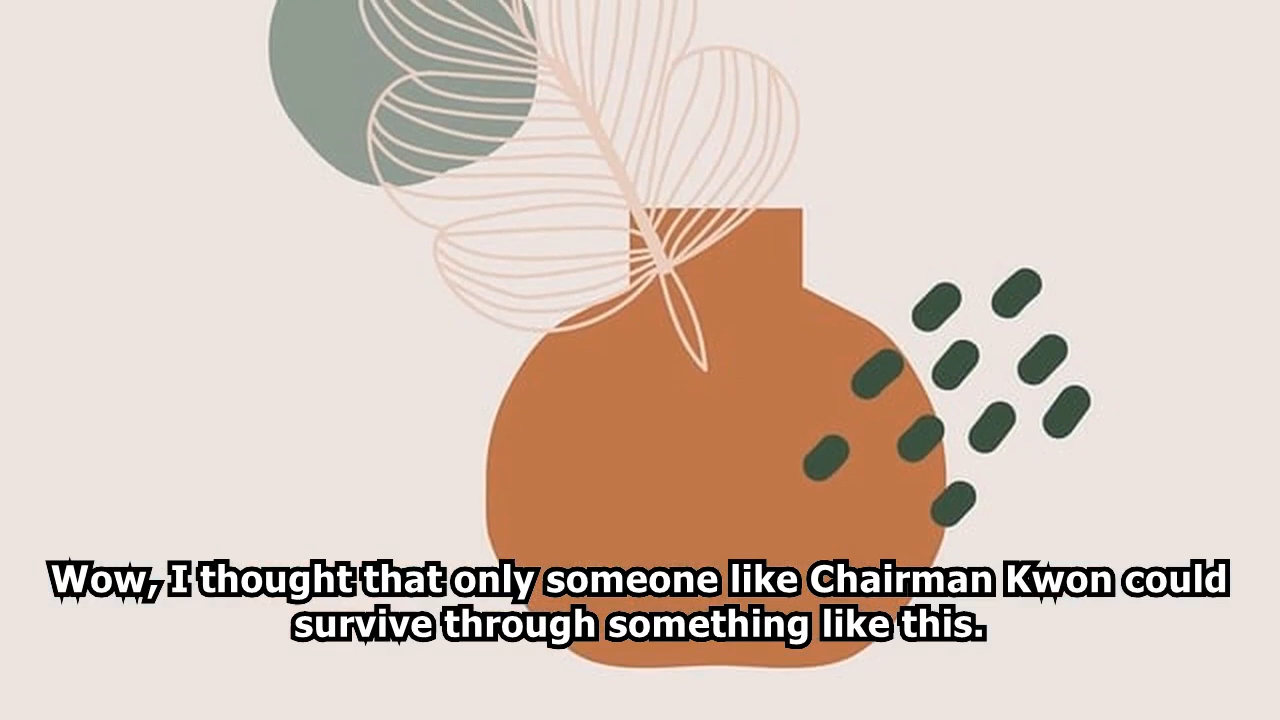 Wow, I thought that only someone like Chairman Kwon could
survive through something like this.